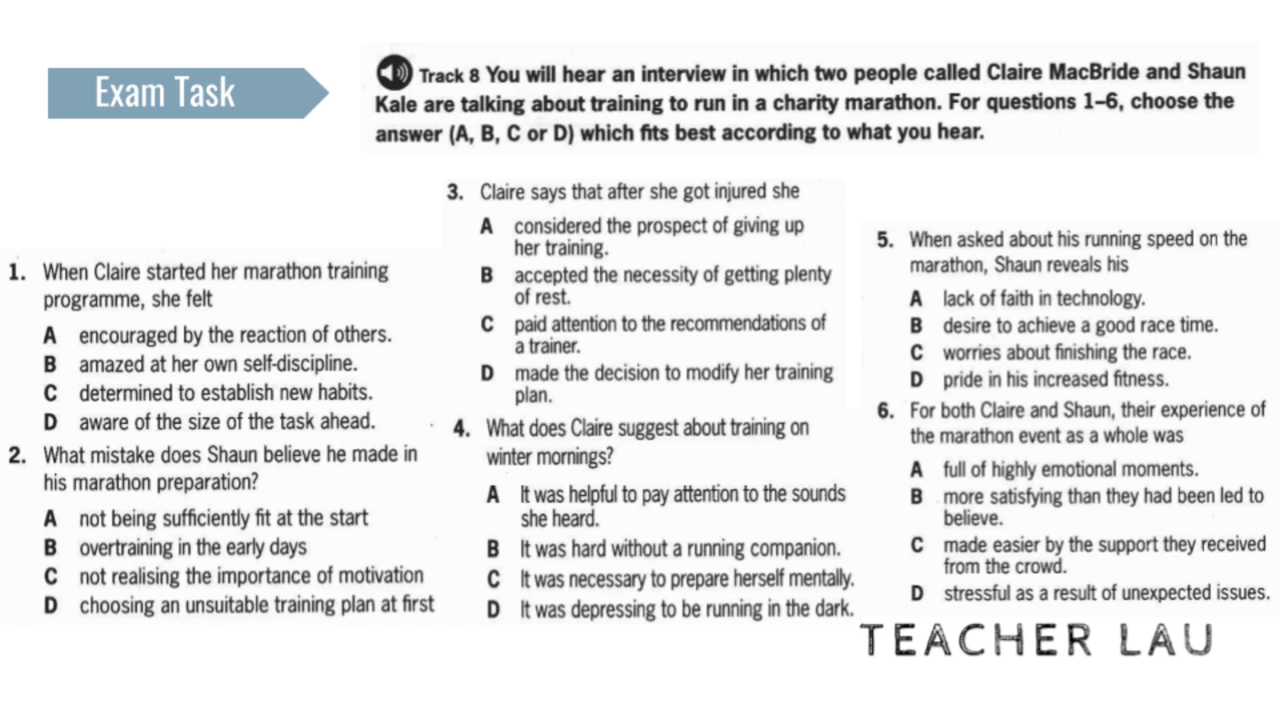 Exam Task
Track 8 You will hear an interview in which two people called Claire MacBride and Shaun
Kale are talking about training to run in a charity marathon. For questions 1–6, choose the
answer (A, B, C or D) which fits best according to what you hear.
1. When Claire started her marathon training
programme, she felt
A encouraged by the reaction of others.
B amazed at her own self-discipline.
C determined to establish new habits.
D aware of the size of the task ahead.
2. What mistake does Shaun believe he made in
his marathon preparation?
A not being sufficiently fit at the start
B overtraining in the early days
C not realising the importance of motivation
D choosing an unsuitable training plan at first
3. Claire says that after she got injured she
A considered the prospect of giving up
her training.
B accepted the necessity of getting plenty
of rest.
C paid attention to the recommendations of
a trainer.
D made the decision to modify her training
plan.
4. What does Claire suggest about training on
winter mornings?
A It was helpful to pay attention to the sounds
she heard.
B It was hard without a running companion.
C It was necessary to prepare herself mentally.
D It was depressing to be running in the dark.
5. When asked about his running speed on the
marathon, Shaun reveals his
A lack of faith in technology.
B desire to achieve a good race time.
C worries about finishing the race.
D pride in his increased fitness.
6. For both Claire and Shaun, their experience of
the marathon event as a whole was
A full of highly emotional moments.
B more satisfying than they had been led to
believe.
C made easier by the support they received
from the crowd.
D stressful as a result of unexpected issues.
TEACHER LAU